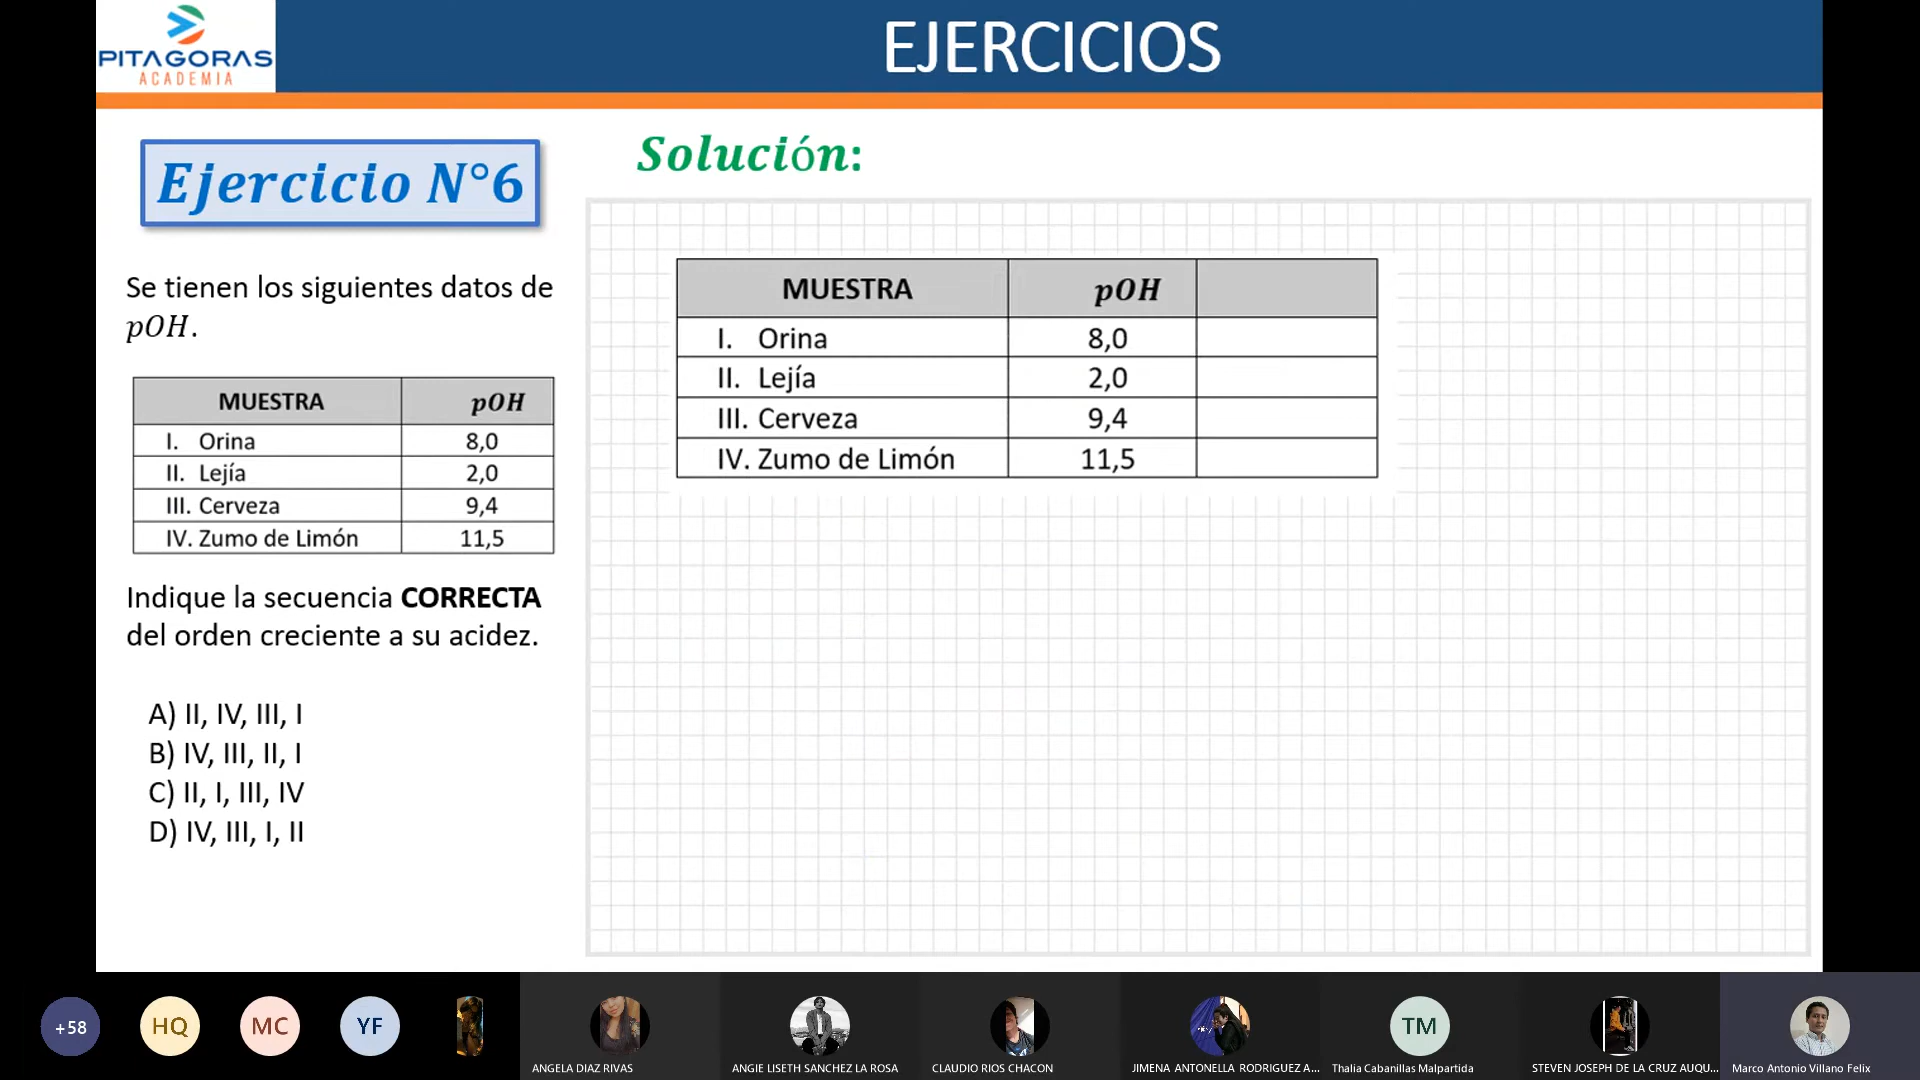 PITAGORAS
ACADEMIA
EJERCICIOS
Ejercicio N°6
Se tienen los siguientes datos de
pOH.
MUESTRA pOH
I. Orina 8,0
II. Lejía 2,0
III. Cerveza 9,4
IV. Zumo de Limón 11,5
Indique la secuencia CORRECTA
del orden creciente a su acidez.
A) II, IV, III, I
B) IV, III, II, I
C) II, I, III, IV
D) IV, III, I, II
Solución:
MUESTRA pOH
I. Orina 8,0
II. Lejía 2,0
III. Cerveza 9,4
IV. Zumo de Limón 11,5
+58
HQ
MC
YF
ANGELA DIAZ RIVAS
ANGIE LISETH SANCHEZ LA ROSA
CLAUDIO RIOS CHACON
JIMENA ANTONELLA RODRIGUEZ A...
TM
Thalia Cabanillas Malpartida
STEVEN JOSEPH DE LA CRUZ AUQU...
Marco Antonio Villano Felix